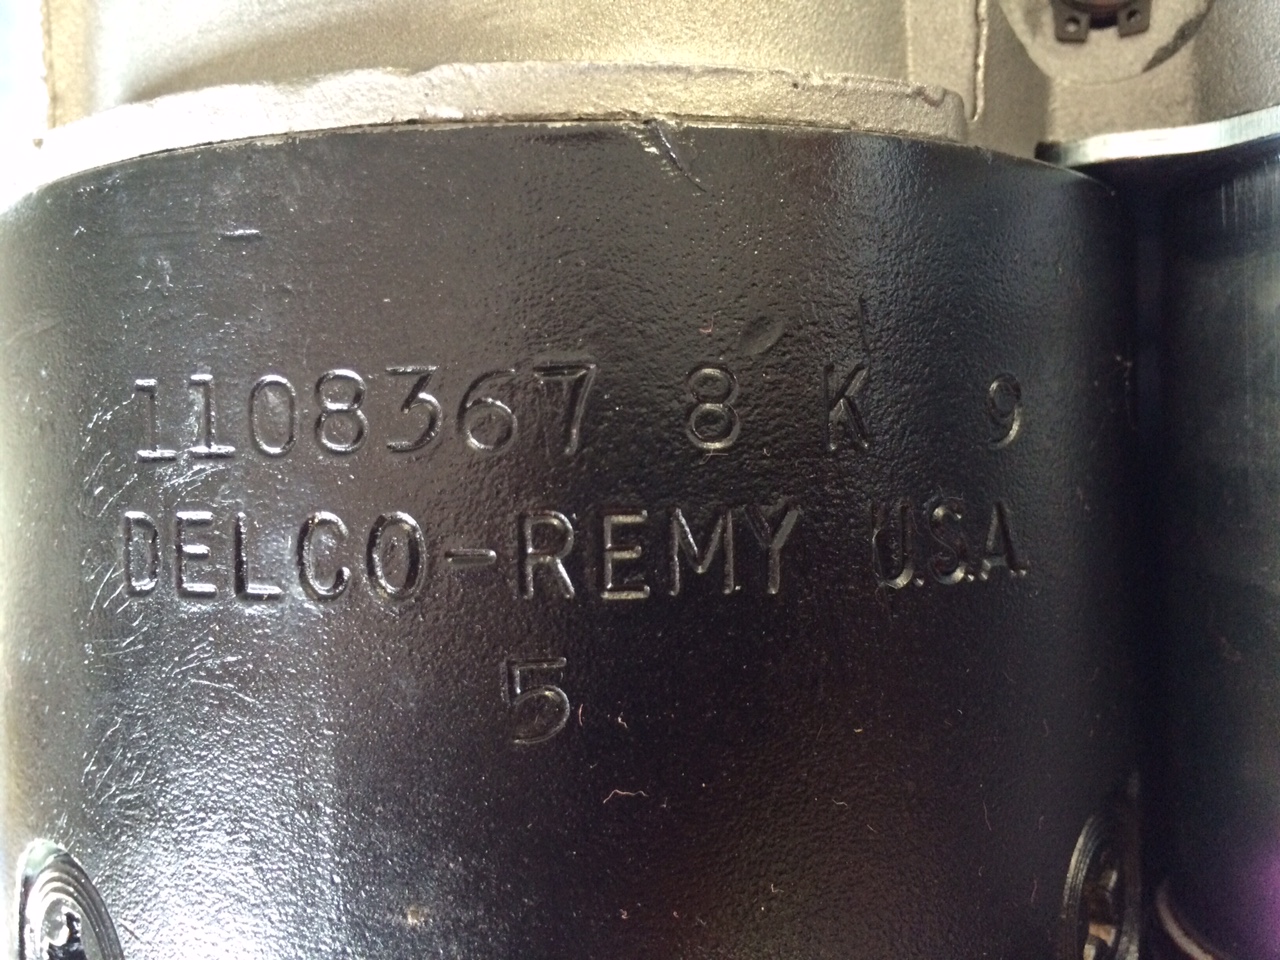 1108367 8 K 9
DELCO-REMY U.S.A.
5